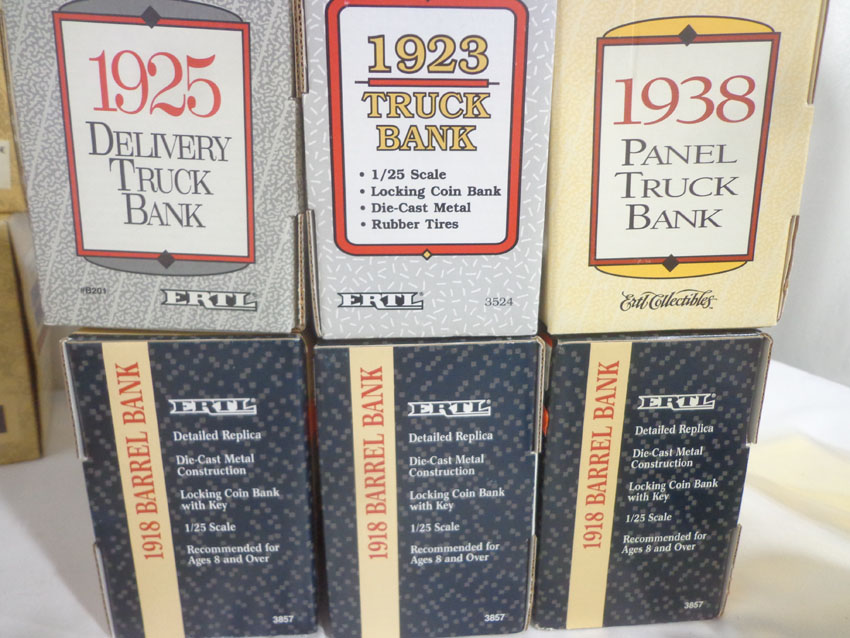 1925
DELIVERY
TRUCK
BANK
#B201
ERTL
1923
TRUCK
BANK
• 1/25 Scale
• Locking Coin Bank
• Die-Cast Metal
• Rubber Tires
ERTL
3524
1938
PANEL
TRUCK
BANK
Ertl Collectibles
1918 BARREL BANK
ERTL
Detailed Replica
Die-Cast Metal
Construction
Locking Coin Bank
with Key
1/25 Scale
Recommended for
Ages 8 and Over
3857
1918 BARREL BANK
ERTL
Detailed Replica
Die-Cast Metal
Construction
Locking Coin Bank
with Key
1/25 Scale
Recommended for
Ages 8 and Over
3857
1918 BARREL BANK
ERTL
Detailed Replica
Die-Cast Metal
Construction
Locking Coin Bank
with Key
1/25 Scale
Recommended for
Ages 8 and Over
3857